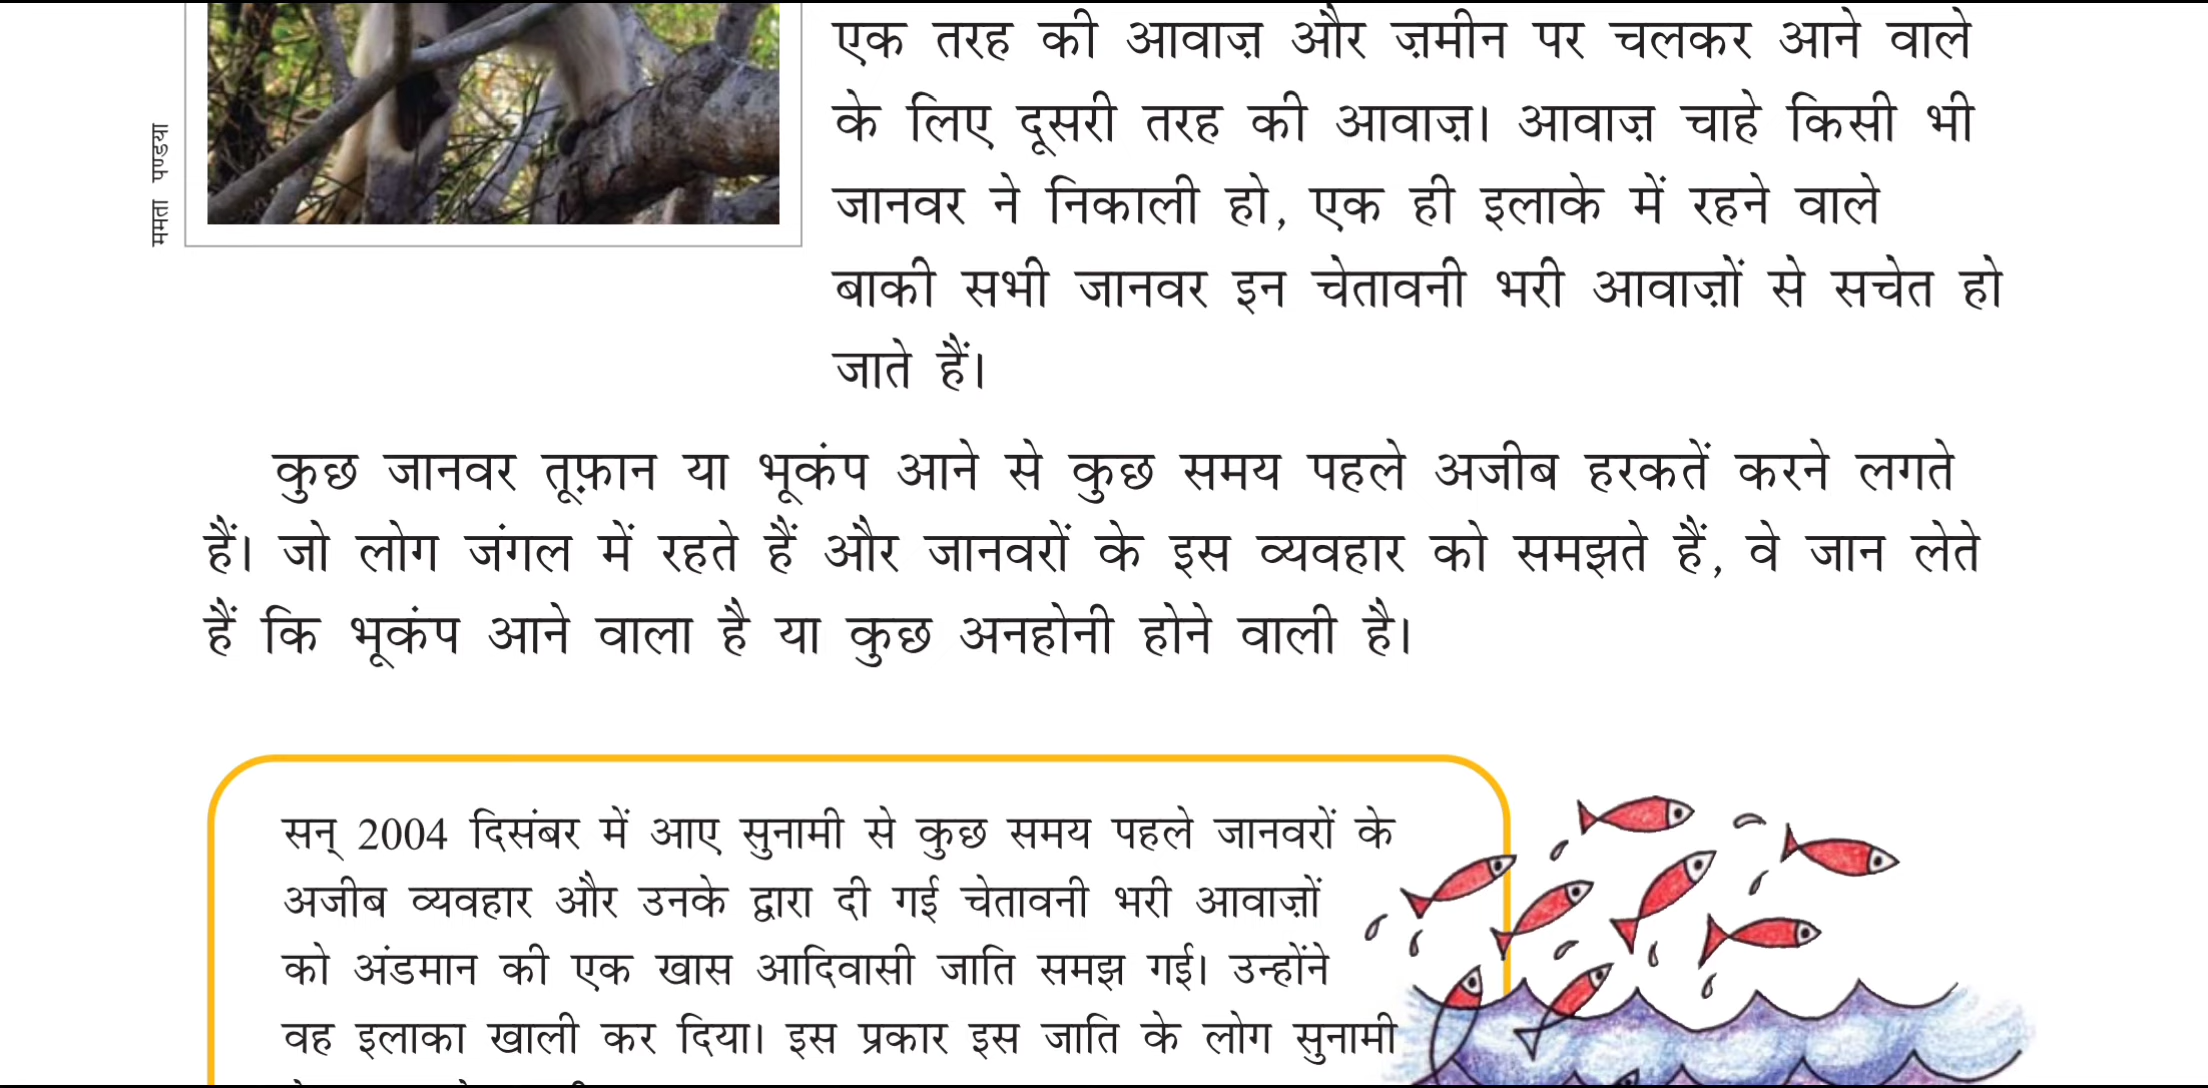 एक तरह की आवाज़ और ज़मीन पर चलकर आने वाले
के लिए दूसरी तरह की आवाज़। आवाज़ चाहे किसी भी
जानवर ने निकाली हो, एक ही इलाके में रहने वाले
बाकी सभी जानवर इन चेतावनी भरी आवाज़ों से सचेत हो
जाते हैं।
ममता पण्डया
कुछ जानवर तूफ़ान या भूकंप आने से कुछ समय पहले अजीब हरकतें करने लगते
हैं। जो लोग जंगल में रहते हैं और जानवरों के इस व्यवहार को समझते हैं, वे जान लेते
हैं कि भूकंप आने वाला है या कुछ अनहोनी होने वाली है।
सन् 2004 दिसंबर में आए सुनामी से कुछ समय पहले जानवरों के
अजीब व्यवहार और उनके द्वारा दी गई चेतावनी भरी आवाज़ों
को अंडमान की एक खास आदिवासी जाति समझ गई। उन्होंने
वह इलाका खाली कर दिया। इस प्रकार इस जाति के लोग सुनामी